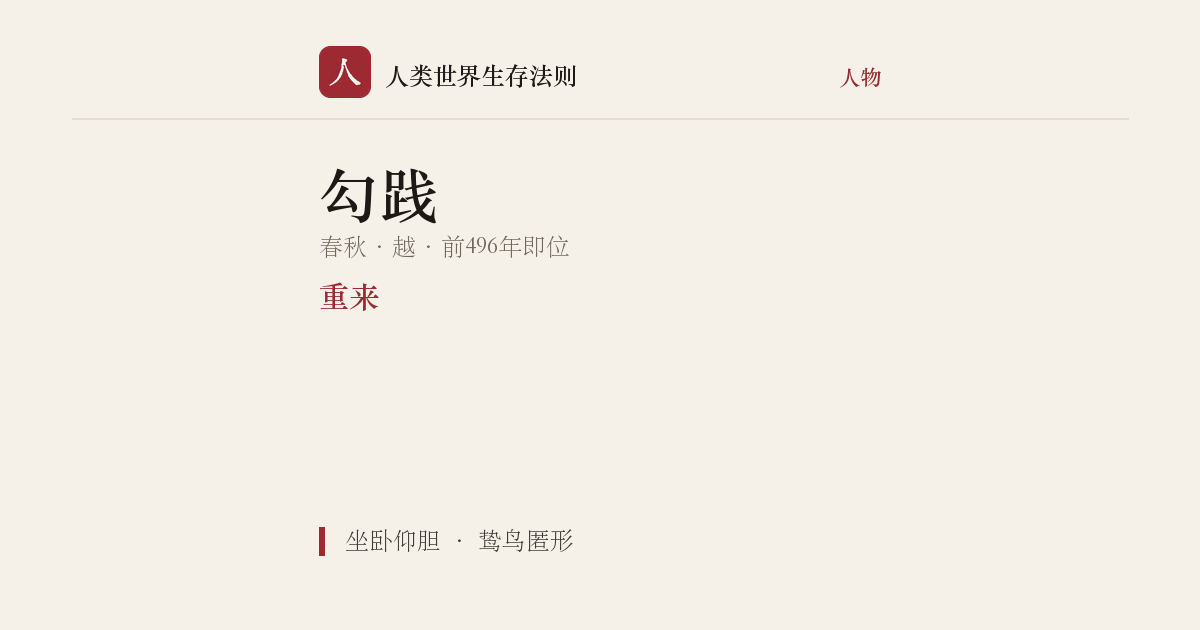 人 人类世界生存法则 人物
勾践
春秋 · 越 · 前496年即位
重来
坐卧仰胆 · 鸷鸟匿形